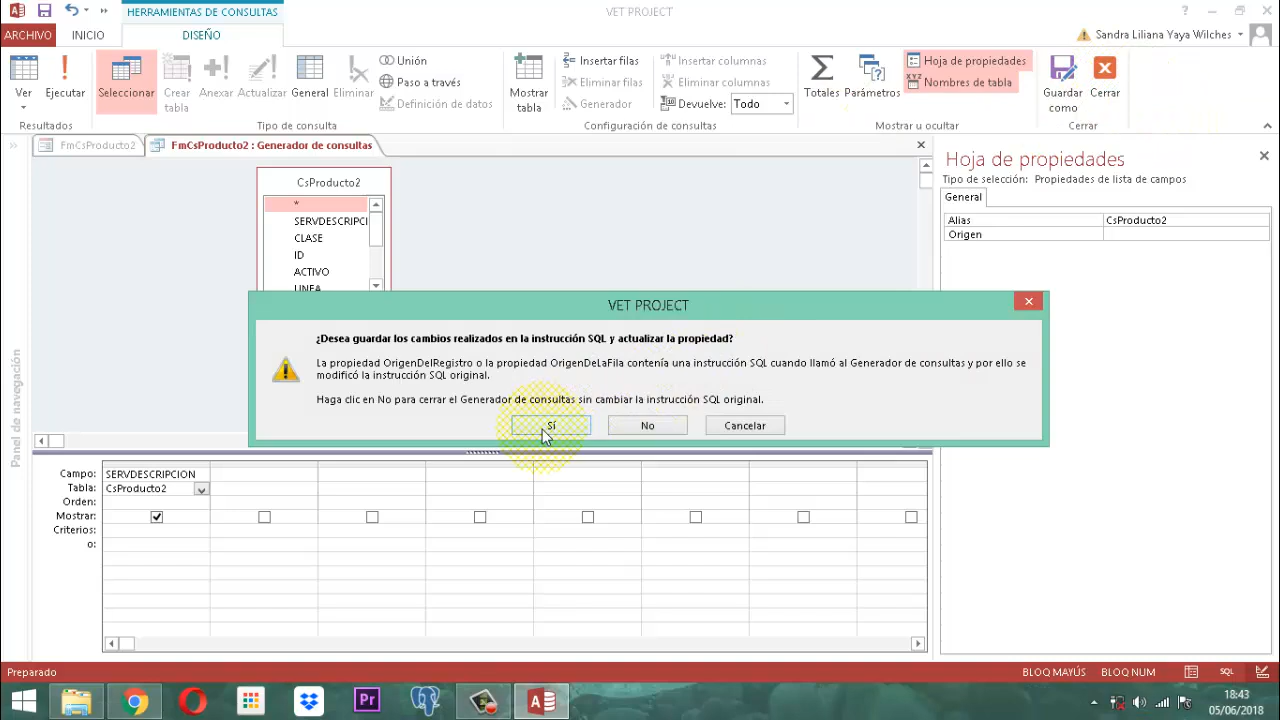 HERRAMIENTAS DE CONSULTAS
VET PROJECT
ARCHIVO
INICIO
DISEÑO
Sandra Liliana Yaya Wilches
Ver
Ejecutar
Seleccionar
Crear tabla
Anexar
Actualizar
General
Eliminar
Unión
Paso a través
Definición de datos
Mostrar tabla
Insertar filas
Eliminar filas
Generador
Insertar columnas
Eliminar columnas
Devuelve: Todo
Totales
Parámetros
Hoja de propiedades
XYZ Nombres de tabla
Guardar como
Cerrar
Resultados
Tipo de consulta
Configuración de consultas
Mostrar u ocultar
Cerrar
FmCsProducto2
FmCsProducto2 : Generador de consultas
CsProducto2
*
SERVDESCRIPCI
CLASE
ID
ACTIVO
LINEA
Hoja de propiedades
Tipo de selección: Propiedades de lista de campos
General
Alias CsProducto2
Origen
Panel de navegación
VET PROJECT
¿Desea guardar los cambios realizados en la instrucción SQL y actualizar la propiedad?
La propiedad OrigenDelRegistro o la propiedad OrigenDeLaFila contenía una instrucción SQL cuando llamó al Generador de consultas y por ello se
modificó la instrucción SQL original.
Haga clic en No para cerrar el Generador de consultas sin cambiar la instrucción SQL original.
Sí
No
Cancelar
Campo: SERVDESCRIPCION
Tabla: CsProducto2
Orden:
Mostrar:
Criterios:
o:
Preparado
BLOQ MAYÚS
BLOQ NUM
SQL
Pr
18:43
05/06/2018